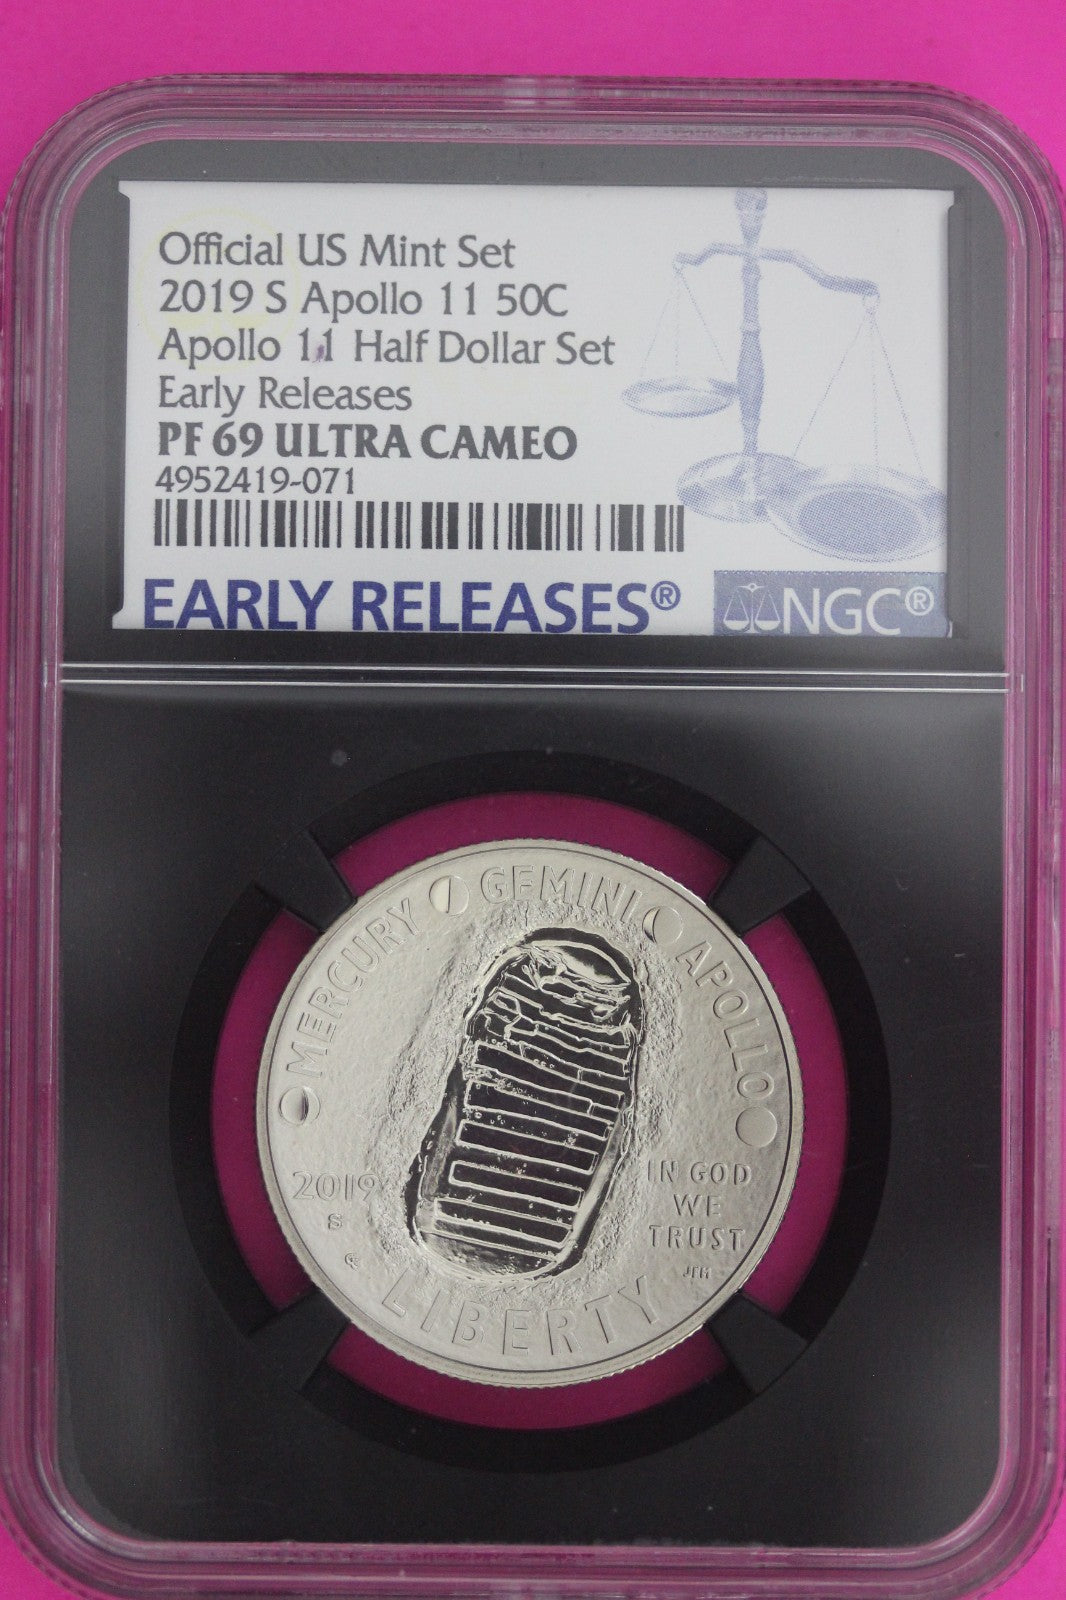 Official US Mint Set
2019 S Apollo 11 50C
Apollo 11 Half Dollar Set
Early Releases
PF 69 ULTRA CAMEO
4952419-071
EARLY RELEASES®
NGC®
MERCURY GEMINI APOLLO
2019
S
IN GOD
WE
TRUST
JFM
LIBERTY